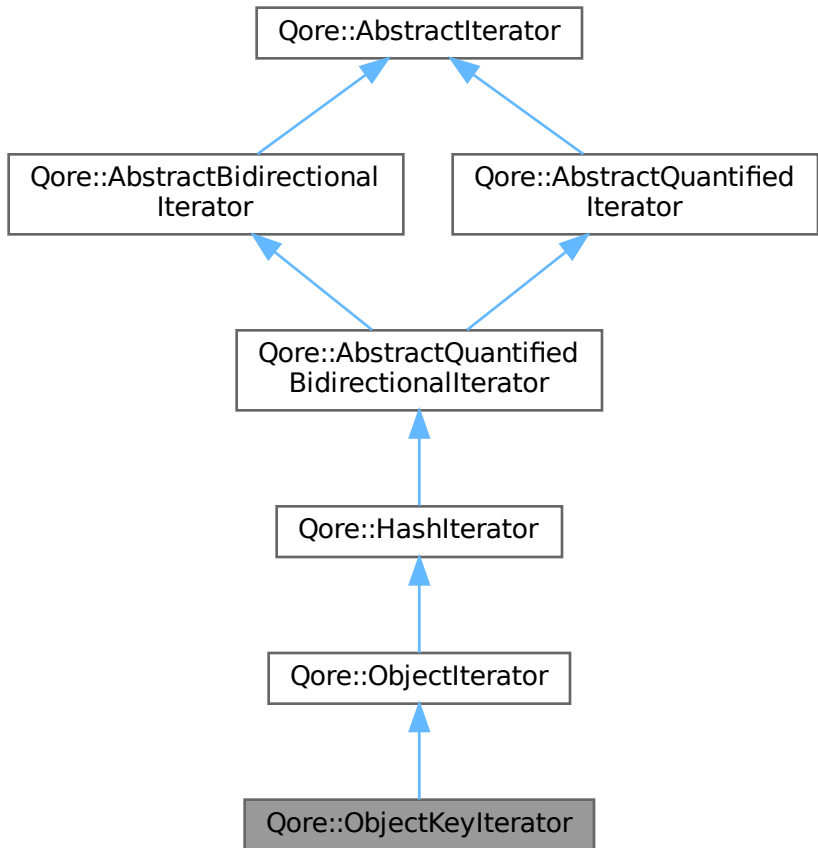 Qore::AbstractIterator
Qore::AbstractBidirectional
Iterator
Qore::AbstractQuantified
Iterator
Qore::AbstractQuantified
BidirectionalIterator
Qore::HashIterator
Qore::ObjectIterator
Qore::ObjectKeyIterator